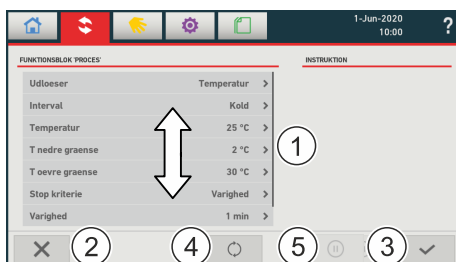 1-Jun-2020
10:00
?
FUNKTIONSBLOK 'PROCES'
INSTRUKTION
Udloeser Temperatur >
Interval Kold >
Temperatur 25 °C >
T nedre graense 2 °C >
T oevre graense 30 °C >
Stop kriterie Varighed >
Varighed 1 min >
1
2
4
5
3